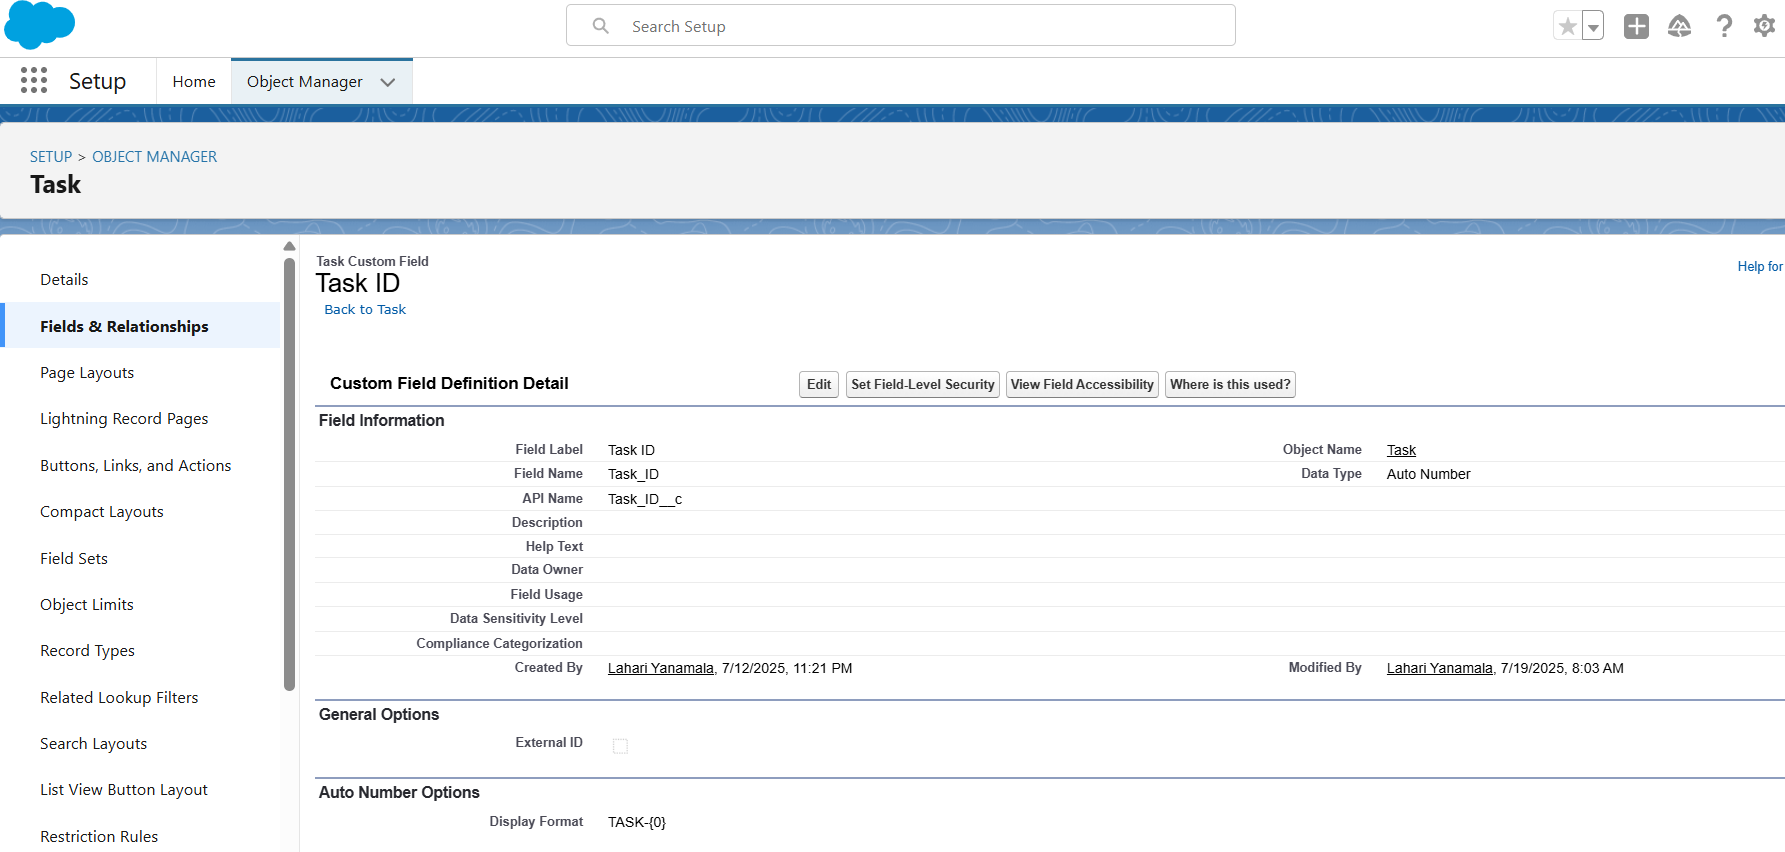 Search Setup
Setup
Home
Object Manager
SETUP > OBJECT MANAGER
Task
Details
Fields & Relationships
Page Layouts
Lightning Record Pages
Buttons, Links, and Actions
Compact Layouts
Field Sets
Object Limits
Record Types
Related Lookup Filters
Search Layouts
List View Button Layout
Restriction Rules
Task Custom Field
Task ID
Back to Task
Help for
Custom Field Definition Detail
Edit
Set Field-Level Security
View Field Accessibility
Where is this used?
Field Information
Field Label Task ID Object Name Task
Field Name Task_ID Data Type Auto Number
API Name Task_ID__c
Description
Help Text
Data Owner
Field Usage
Data Sensitivity Level
Compliance Categorization
Created By Lahari Yanamala, 7/12/2025, 11:21 PM Modified By Lahari Yanamala, 7/19/2025, 8:03 AM
General Options
External ID
Auto Number Options
Display Format TASK-{0}